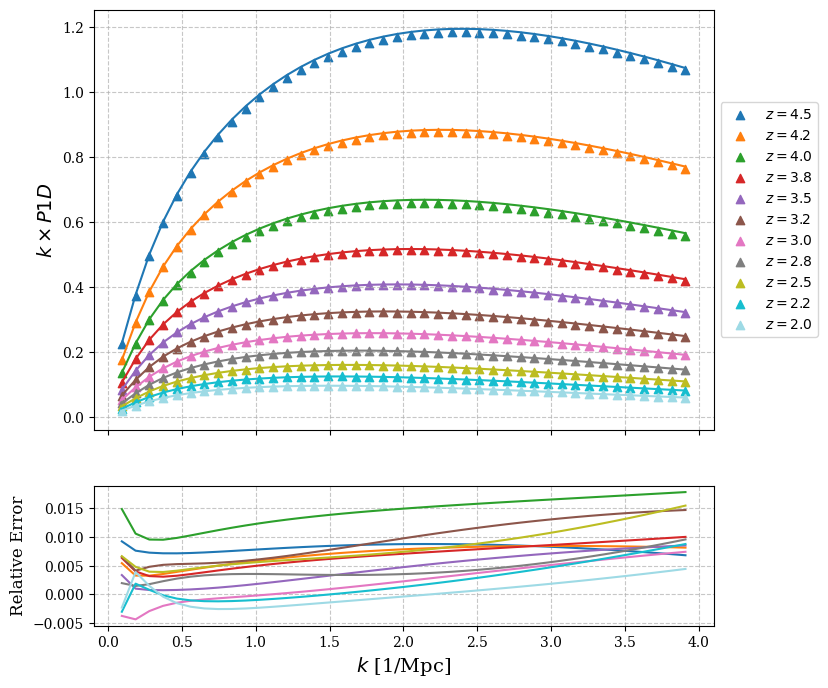 1.2
1.0
0.8
0.6
0.4
0.2
0.0
k × P1D
z = 4.5
z = 4.2
z = 4.0
z = 3.8
z = 3.5
z = 3.2
z = 3.0
z = 2.8
z = 2.5
z = 2.2
z = 2.0
0.015
0.010
0.005
0.000
−0.005
Relative Error
0.0 0.5 1.0 1.5 2.0 2.5 3.0 3.5 4.0
k [1/Mpc]